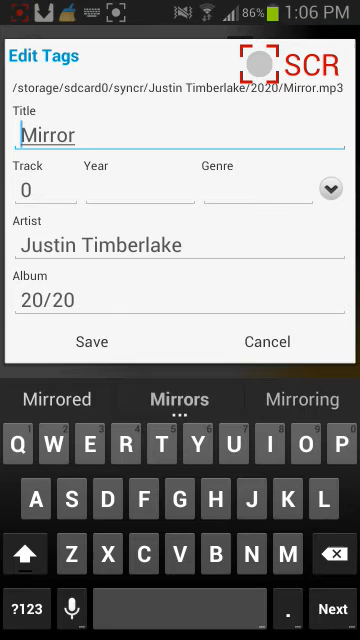 86% 1:06 PM
Edit Tags
SCR
/storage/sdcard0/syncr/Justin Timberlake/2020/Mirror.mp3
Title
Mirror
Track Year Genre
0
Artist
Justin Timberlake
Album
20/20
Save Cancel
Mirrored Mirrors Mirroring
1 2 3 4 5 6 7 8 9 0
Q W E R T Y U I O P
A S D F G H J K L
Z X C V B N M
?123 . Next